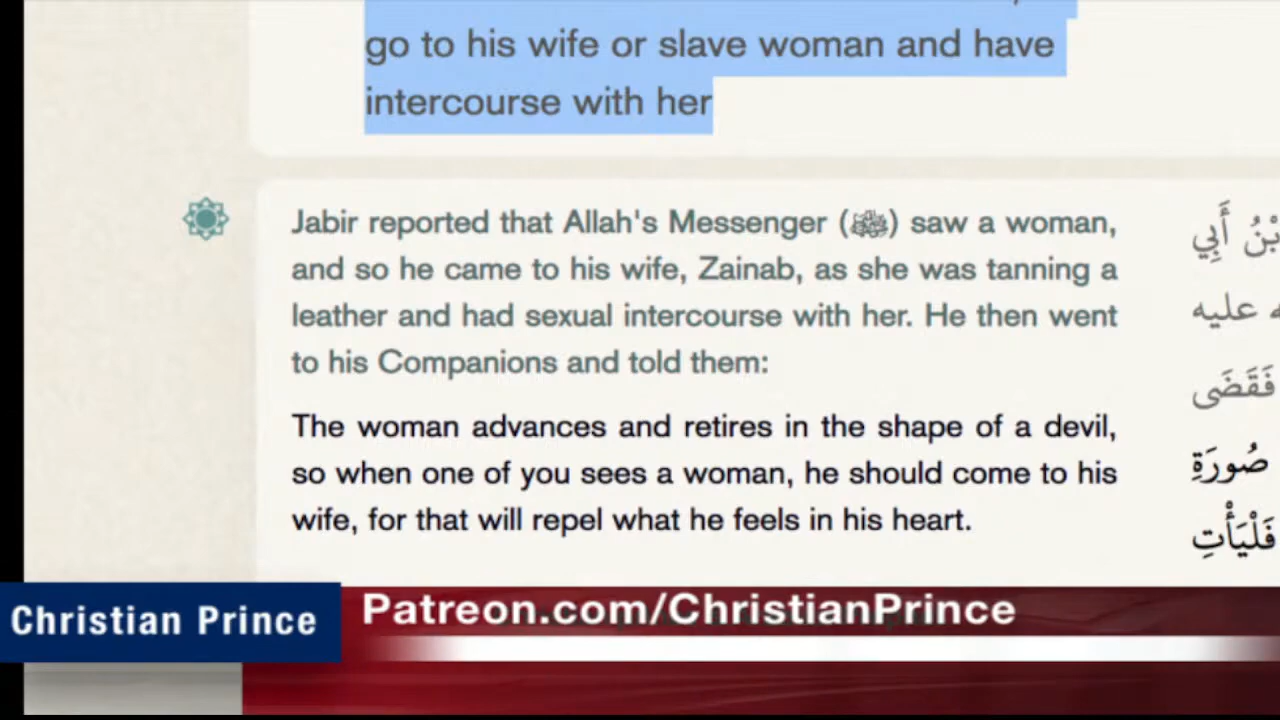 go to his wife or slave woman and have
intercourse with her
Jabir reported that Allah's Messenger (ﷺ) saw a woman,
and so he came to his wife, Zainab, as she was tanning a
leather and had sexual intercourse with her. He then went
to his Companions and told them:
The woman advances and retires in the shape of a devil,
so when one of you sees a woman, he should come to his
wife, for that will repel what he feels in his heart.
بْنُ أَبِي
عليه
فَقَضَى
صُورَةِ
فَلْيَأْتِ
Christian Prince
Patreon.com/ChristianPrince